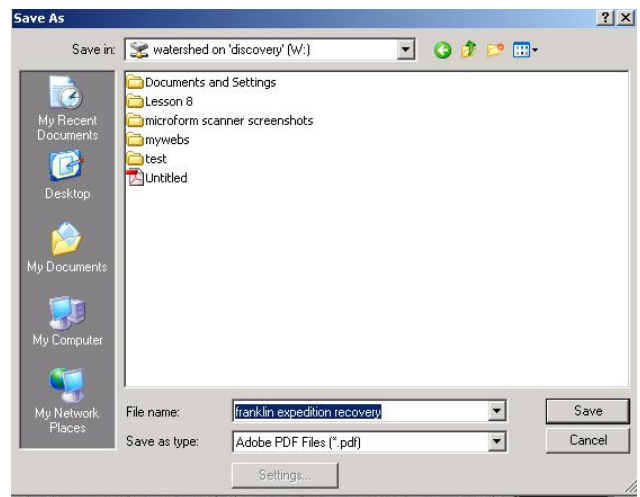 Save As
Save in: watershed on 'discovery' (W:)
My Recent
Documents
Desktop
My Documents
My Computer
My Network
Places
Documents and Settings
Lesson 8
microform scanner screenshots
mywebs
test
Untitled
File name: franklin expedition recovery Save
Save as type: Adobe PDF Files (*.pdf) Cancel
Settings...